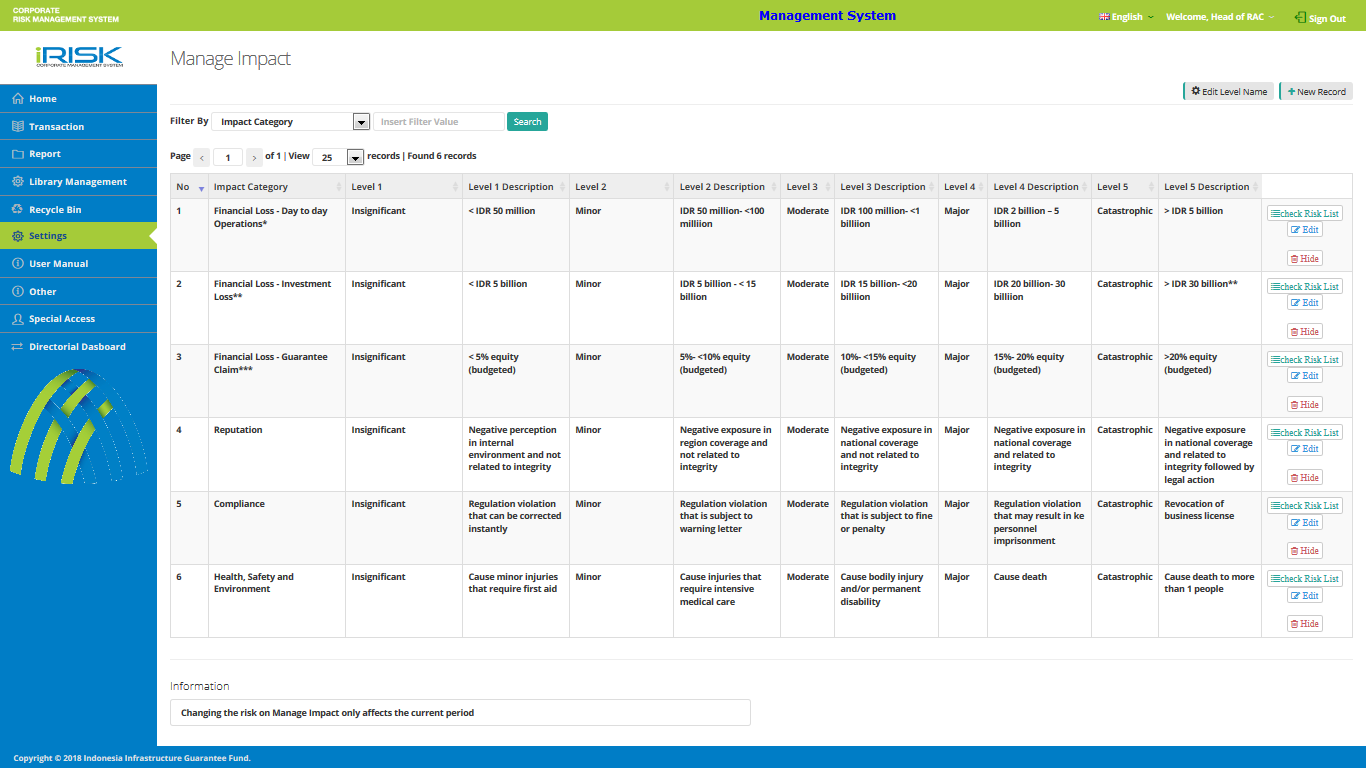 CORPORATE
RISK MANAGEMENT SYSTEM
Management System
English
Welcome, Head of RAC
Sign Out
iRISK
CORPORATE MANAGEMENT SYSTEM
Home
Transaction
Report
Library Management
Recycle Bin
Settings
User Manual
Other
Special Access
Directorial Dasboard
Manage Impact
Edit Level Name
New Record
Filter By Impact Category Insert Filter Value Search
Page < 1 > of 1 | View 25 records | Found 6 records
No Impact Category Level 1 Level 1 Description Level 2 Level 2 Description Level 3 Level 3 Description Level 4 Level 4 Description Level 5 Level 5 Description
1
Financial Loss - Day to day
Operations*
Insignificant
< IDR 50 million
Minor
IDR 50 million- <100
milliion
Moderate
IDR 100 million- <1
billiion
Major
IDR 2 billion – 5
billion
Catastrophic
> IDR 5 billion
check Risk List
Edit
Hide
2
Financial Loss - Investment
Loss**
Insignificant
< IDR 5 billion
Minor
IDR 5 billion - < 15
billion
Moderate
IDR 15 billion- <20
billiion
Major
IDR 20 billion- 30
billiion
Catastrophic
> IDR 30 billion**
check Risk List
Edit
Hide
3
Financial Loss - Guarantee
Claim***
Insignificant
< 5% equity
(budgeted)
Minor
5%- <10% equity
(budgeted)
Moderate
10%- <15% equity
(budgeted)
Major
15%- 20% equity
(budgeted)
Catastrophic
>20% equity
(budgeted)
check Risk List
Edit
Hide
4
Reputation
Insignificant
Negative perception
in internal
environment and not
related to integrity
Minor
Negative exposure in
region coverage and
not related to
integrity
Moderate
Negative exposure in
national coverage
and not related to
integrity
Major
Negative exposure in
national coverage
and related to
integrity
Catastrophic
Negative exposure
in national coverage
and related to
integrity followed by
legal action
check Risk List
Edit
Hide
5
Compliance
Insignificant
Regulation violation
that can be corrected
instantly
Minor
Regulation violation
that is subject to
warning letter
Moderate
Regulation violation
that is subject to fine
or penalty
Major
Regulation violation
that may result in ke
personnel
imprisonment
Catastrophic
Revocation of
business license
check Risk List
Edit
Hide
6
Health, Safety and
Environment
Insignificant
Cause minor injuries
that require first aid
Minor
Cause injuries that
require intensive
medical care
Moderate
Cause bodily injury
and/or permanent
disability
Major
Cause death
Catastrophic
Cause death to more
than 1 people
check Risk List
Edit
Hide
Information
Changing the risk on Manage Impact only affects the current period
Copyright © 2018 Indonesia Infrastructure Guarantee Fund.